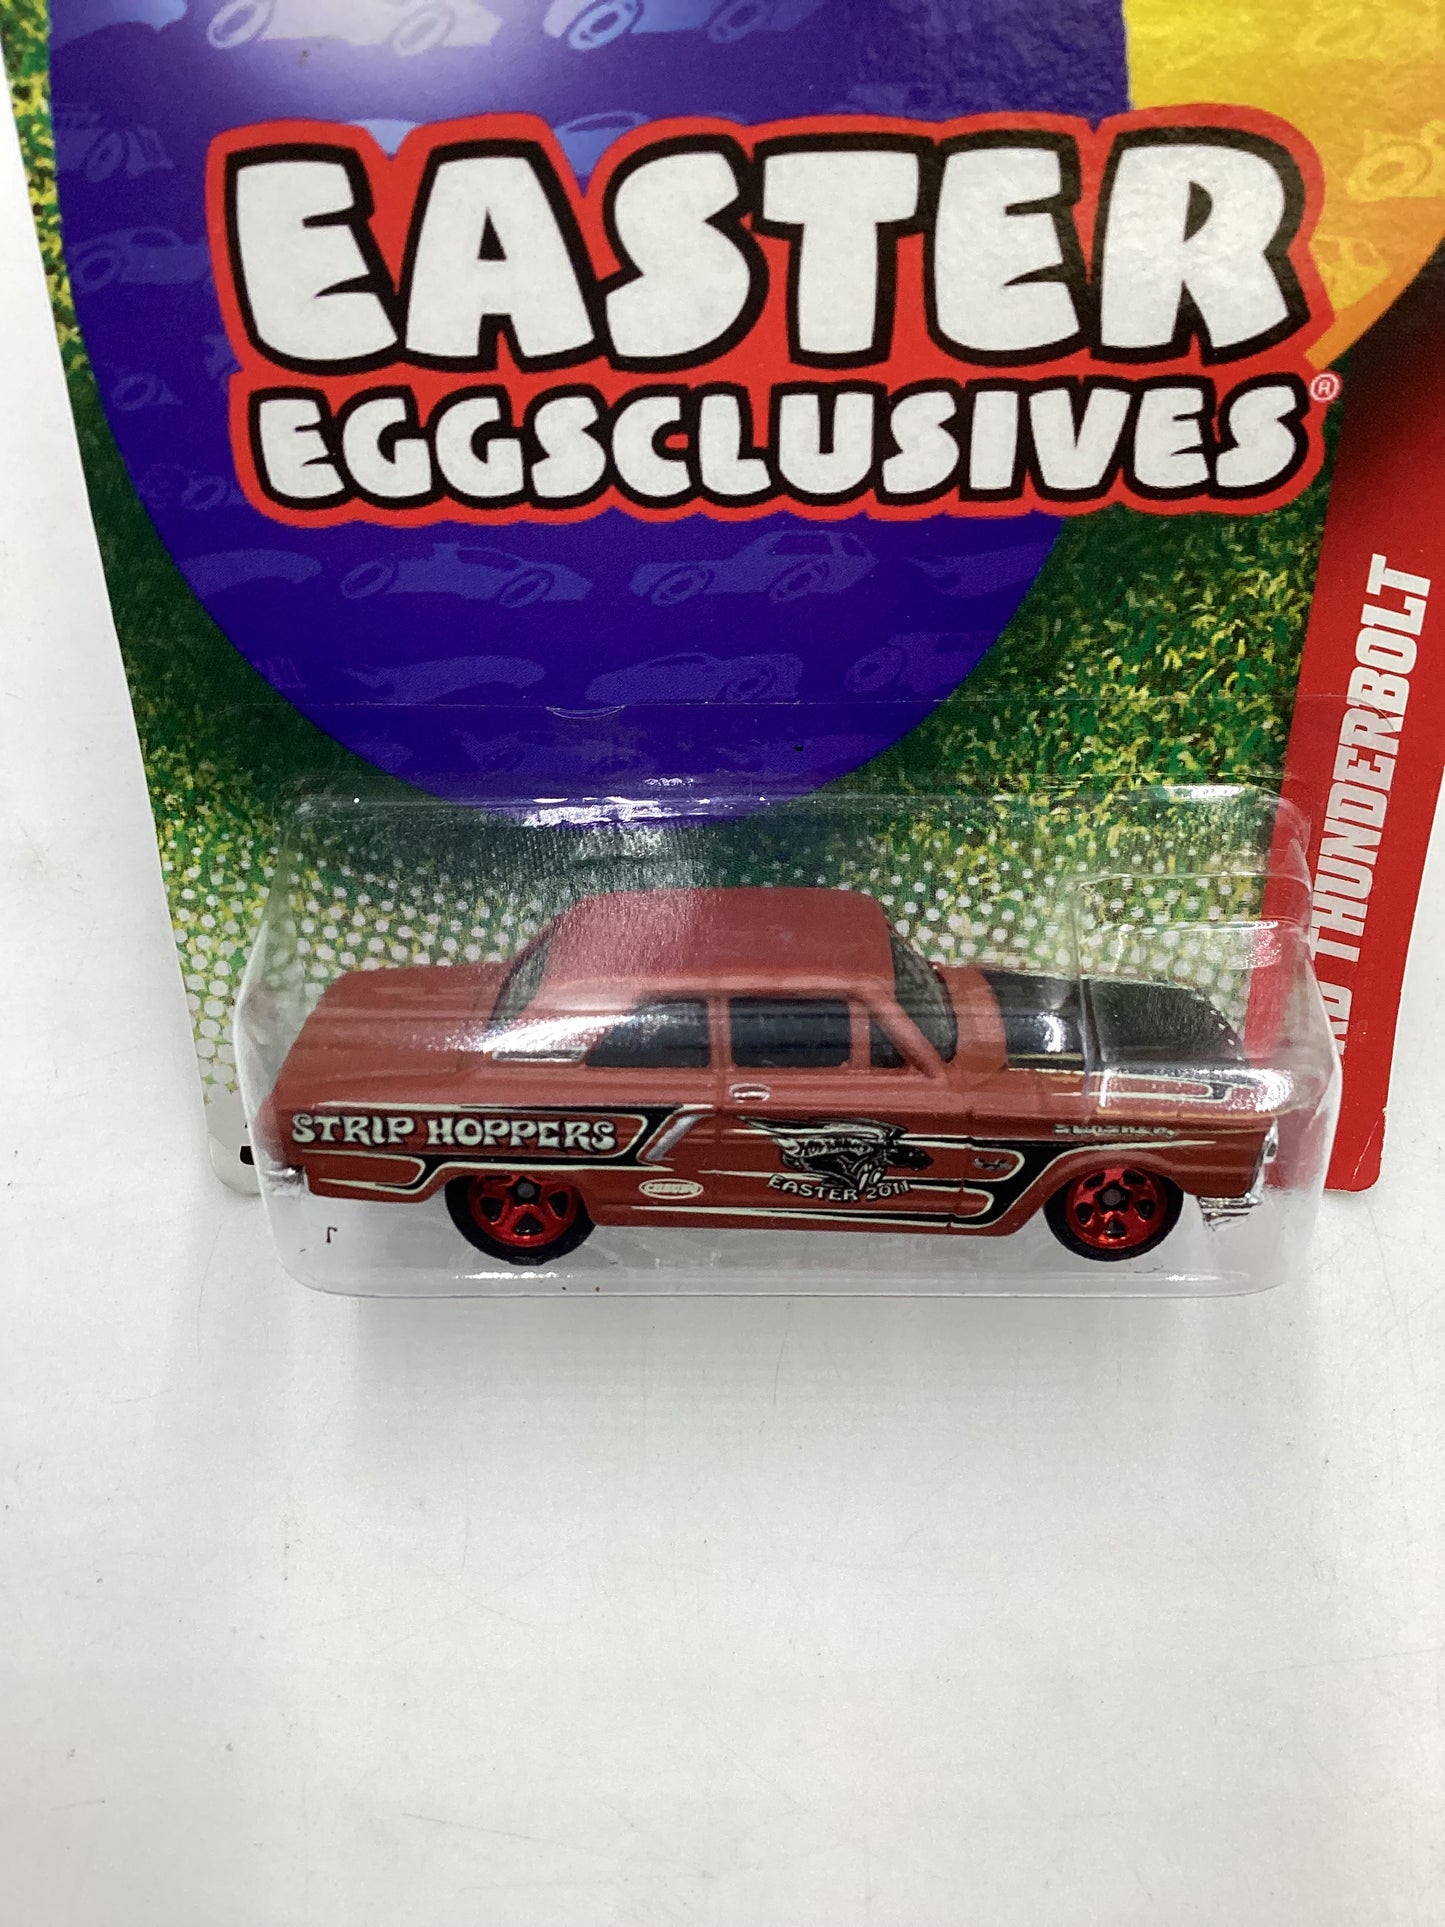 EASTER
EGGSCLUSIVES®
THUNDERBOLT
STRIP HOPPERS
EASTER 2011